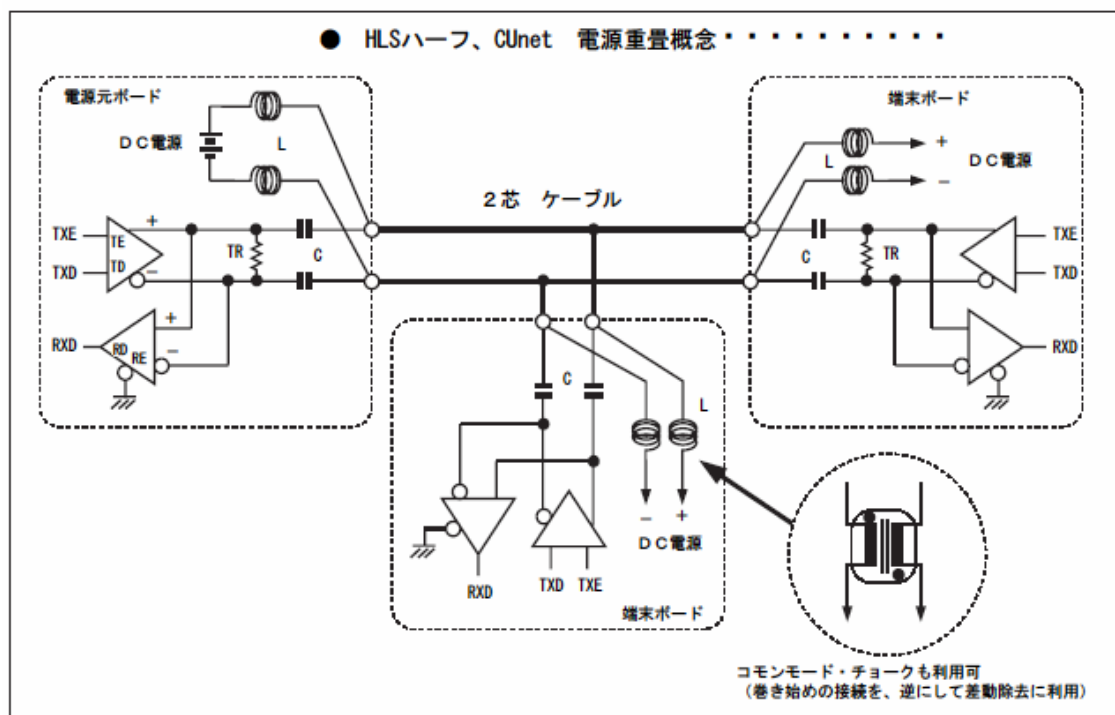 ● HLSハーフ、CUnet 電源重畳概念・・・・・・・・・・
電源元ボード
DC電源
L
TXE
TE
+
TXD
TD
−
TR
C
RXD
RD
RE
+
−
2芯 ケーブル
端末ボード
L
+
−
DC電源
C
TR
TXE
TXD
RXD
C
L
− +
DC電源
RXD
TXD
TXE
端末ボード
コモンモード・チョークも利用可
(巻き始めの接続を、逆にして差動除去に利用)